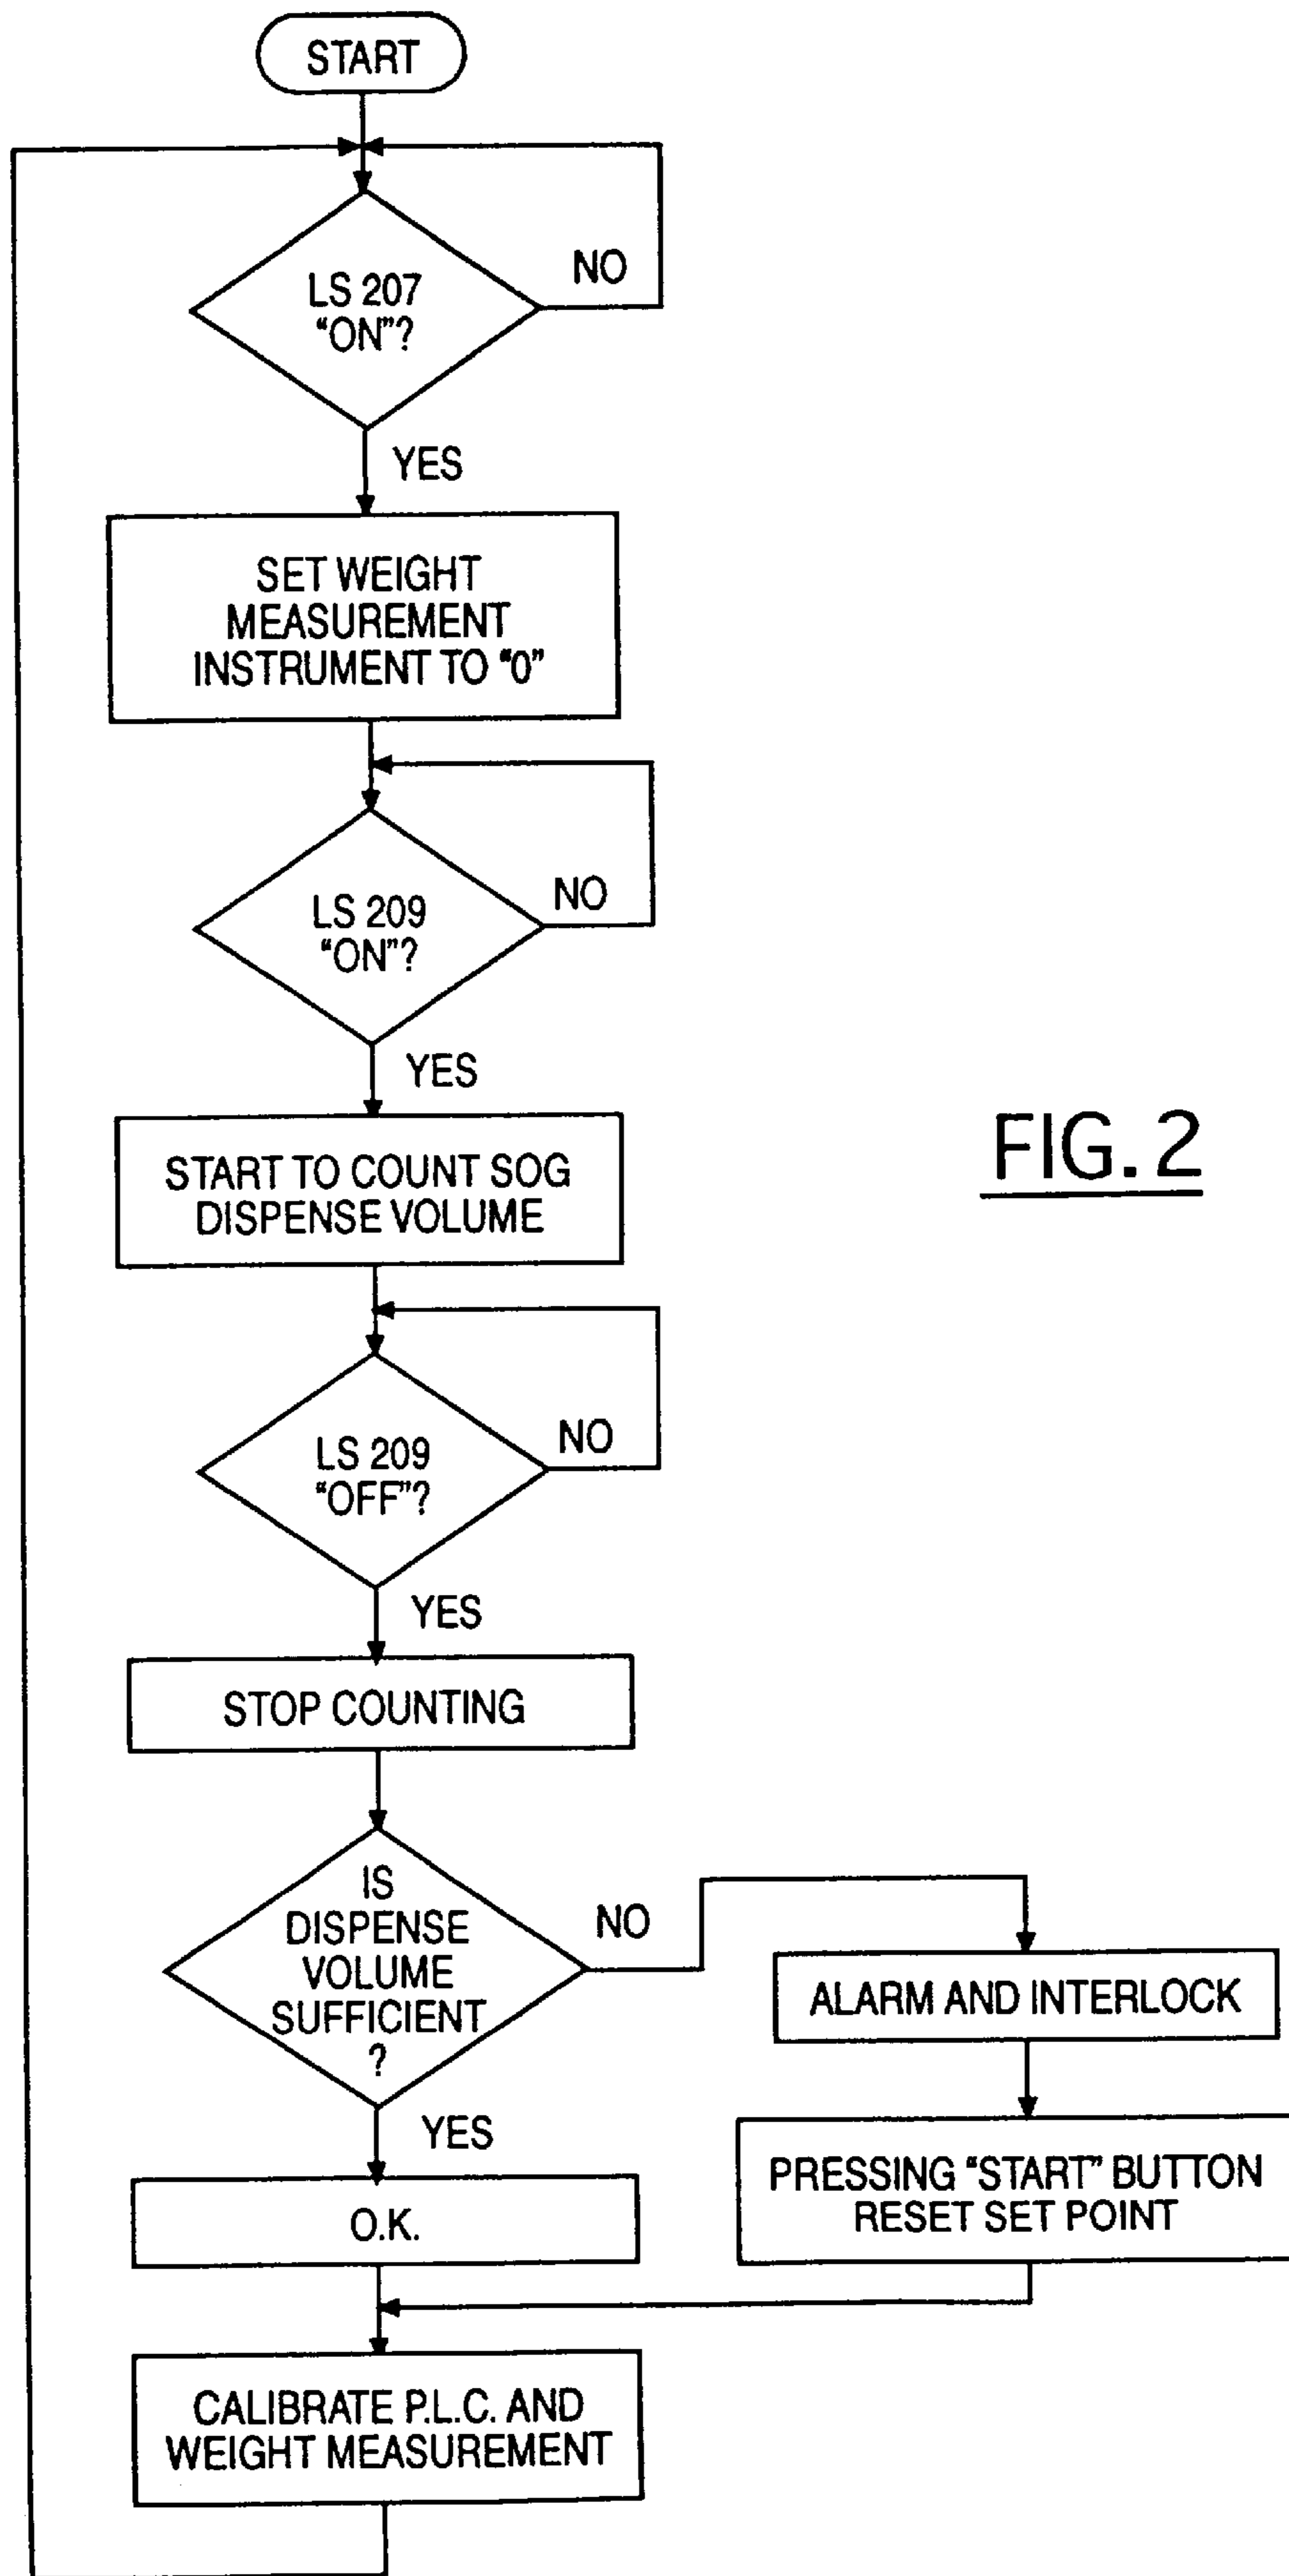 START
LS 207
"ON"?
NO
YES
SET WEIGHT
MEASUREMENT
INSTRUMENT TO "0"
LS 209
"ON"?
NO
YES
START TO COUNT SOG
DISPENSE VOLUME
FIG. 2
LS 209
"OFF"?
NO
YES
STOP COUNTING
IS
DISPENSE
VOLUME
SUFFICIENT
?
NO
YES
ALARM AND INTERLOCK
PRESSING "START" BUTTON
RESET SET POINT
O.K.
CALIBRATE P.L.C. AND
WEIGHT MEASUREMENT